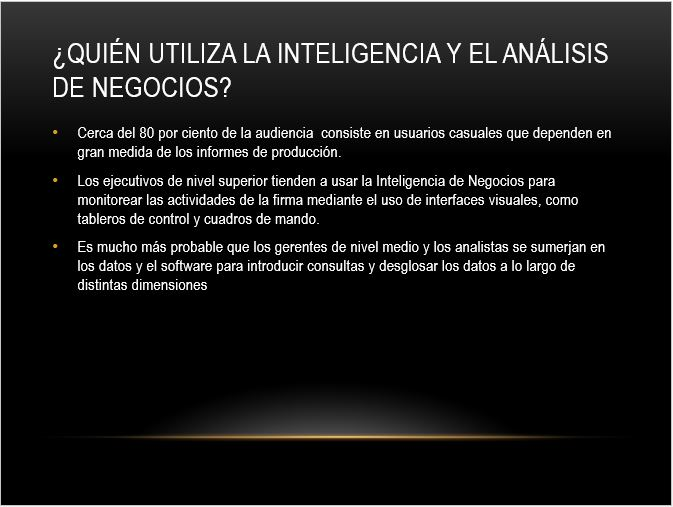 ¿QUIÉN UTILIZA LA INTELIGENCIA Y EL ANÁLISIS
DE NEGOCIOS?
• Cerca del 80 por ciento de la audiencia  consiste en usuarios casuales que dependen en
gran medida de los informes de producción.
• Los ejecutivos de nivel superior tienden a usar la Inteligencia de Negocios para
monitorear las actividades de la firma mediante el uso de interfaces visuales, como
tableros de control y cuadros de mando.
• Es mucho más probable que los gerentes de nivel medio y los analistas se sumerjan en
los datos y el software para introducir consultas y desglosar los datos a lo largo de
distintas dimensiones